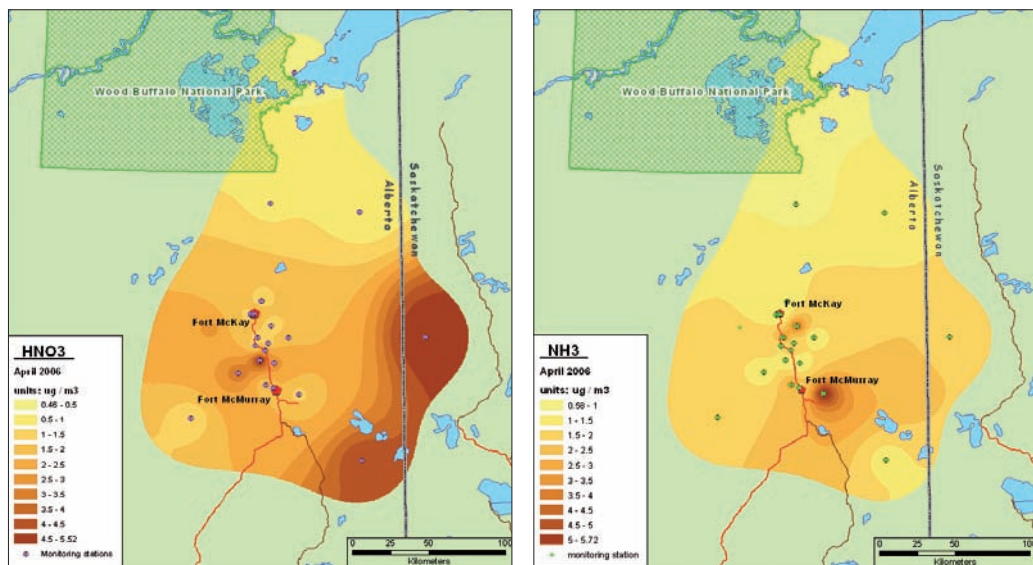 Wood Buffalo National Park
Alberta
Saskatchewan
Fort McKay
Fort McMurray
HNO3
April 2006
units: ug / m3
0.46 - 0.5
0.5 - 1
1 - 1.5
1.5 - 2
2 - 2.5
2.5 - 3
3 - 3.5
3.5 - 4
4 - 4.5
4.5 - 5.52
Monitoring stations
0 25 50 100
Kilometers
Wood Buffalo National Park
Alberta
Saskatchewan
Fort McKay
Fort McMurray
NH3
April 2006
units: ug / m3
0.58 - 1
1 - 1.5
1.5 - 2
2 - 2.5
2.5 - 3
3 - 3.5
3.5 - 4
4.5 - 5
5 - 5.72
monitoring station
0 25 50 100
Kilometers